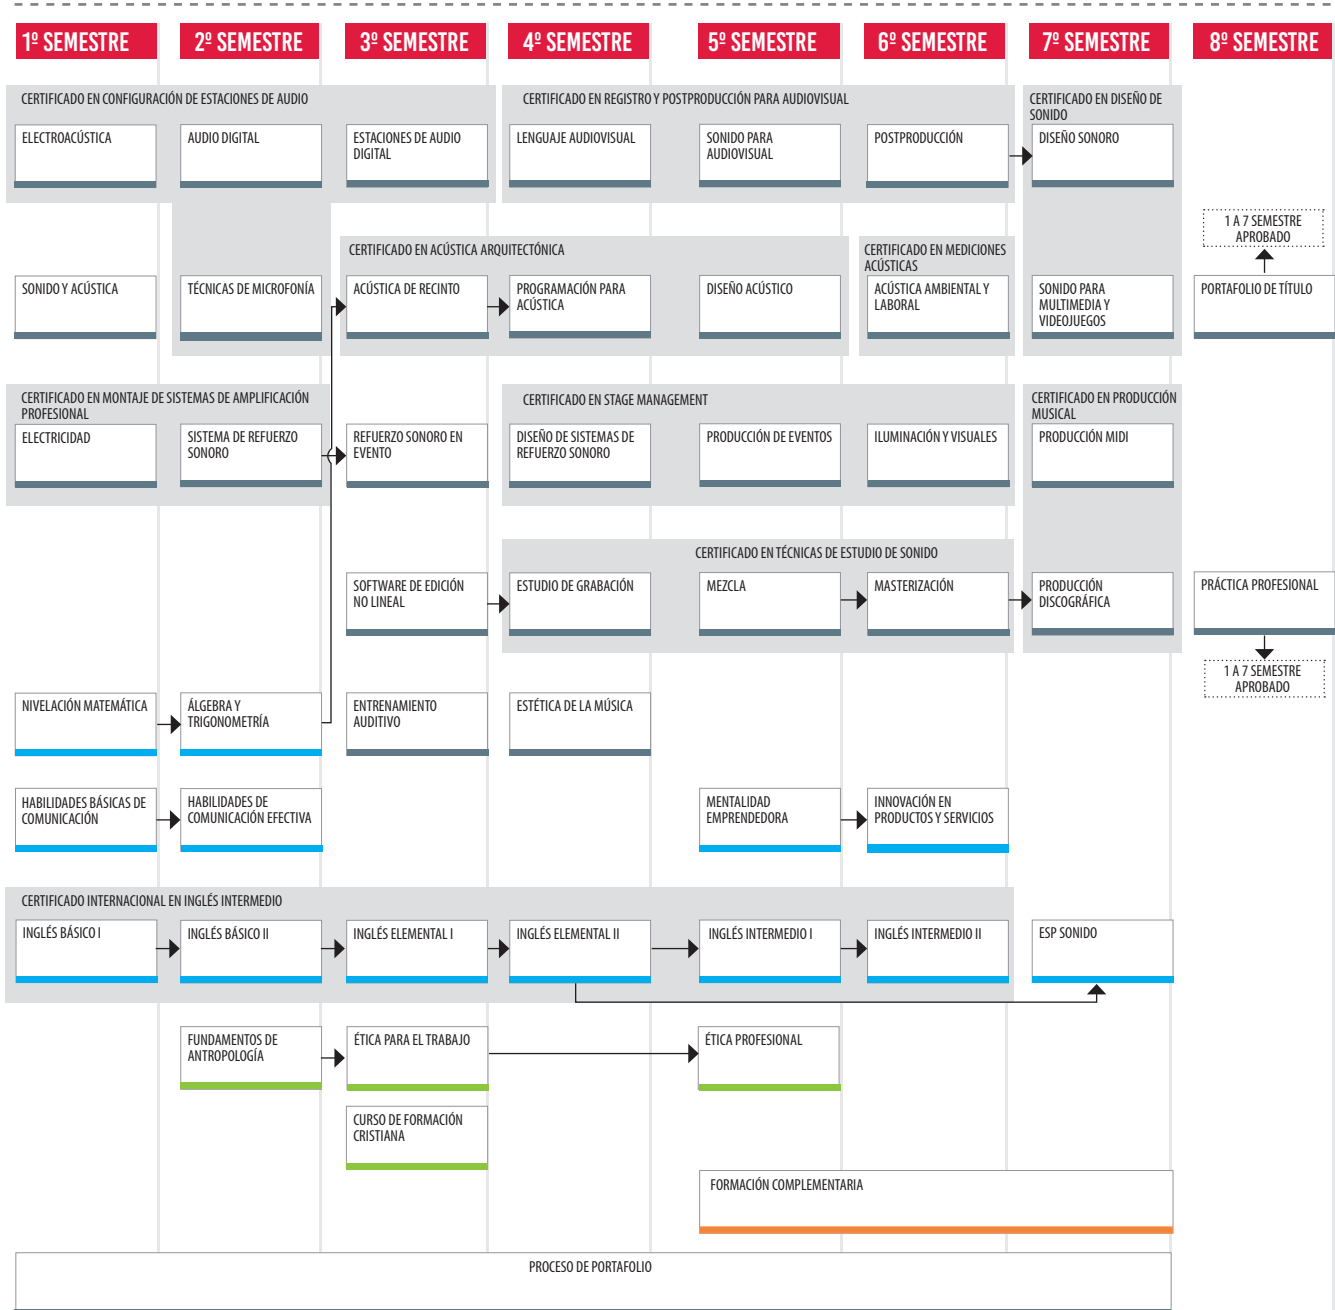 1º SEMESTRE
2º SEMESTRE
3º SEMESTRE
4º SEMESTRE
5º SEMESTRE
6º SEMESTRE
7º SEMESTRE
8º SEMESTRE
CERTIFICADO EN CONFIGURACIÓN DE ESTACIONES DE AUDIO
CERTIFICADO EN REGISTRO Y POSTPRODUCCIÓN PARA AUDIOVISUAL
CERTIFICADO EN DISEÑO DE
SONIDO
ELECTROACÚSTICA
AUDIO DIGITAL
ESTACIONES DE AUDIO
DIGITAL
LENGUAJE AUDIOVISUAL
SONIDO PARA
AUDIOVISUAL
POSTPRODUCCIÓN
DISEÑO SONORO
1 A 7 SEMESTRE
APROBADO
CERTIFICADO EN ACÚSTICA ARQUITECTÓNICA
CERTIFICADO EN MEDICIONES
ACÚSTICAS
SONIDO Y ACÚSTICA
TÉCNICAS DE MICROFONÍA
ACÚSTICA DE RECINTO
PROGRAMACIÓN PARA
ACÚSTICA
DISEÑO ACÚSTICO
ACÚSTICA AMBIENTAL Y
LABORAL
SONIDO PARA
MULTIMEDIA Y
VIDEOJUEGOS
PORTAFOLIO DE TÍTULO
CERTIFICADO EN MONTAJE DE SISTEMAS DE AMPLIFICACIÓN
PROFESIONAL
CERTIFICADO EN STAGE MANAGEMENT
CERTIFICADO EN PRODUCCIÓN
MUSICAL
ELECTRICIDAD
SISTEMA DE REFUERZO
SONORO
REFUERZO SONORO EN
EVENTO
DISEÑO DE SISTEMAS DE
REFUERZO SONORO
PRODUCCIÓN DE EVENTOS
ILUMINACIÓN Y VISUALES
PRODUCCIÓN MIDI
CERTIFICADO EN TÉCNICAS DE ESTUDIO DE SONIDO
SOFTWARE DE EDICIÓN
NO LINEAL
ESTUDIO DE GRABACIÓN
MEZCLA
MASTERIZACIÓN
PRODUCCIÓN
DISCOGRÁFICA
PRÁCTICA PROFESIONAL
1 A 7 SEMESTRE
APROBADO
NIVELACIÓN MATEMÁTICA
ÁLGEBRA Y
TRIGONOMETRÍA
ENTRENAMIENTO
AUDITIVO
ESTÉTICA DE LA MÚSICA
HABILIDADES BÁSICAS DE
COMUNICACIÓN
HABILIDADES DE
COMUNICACIÓN EFECTIVA
MENTALIDAD
EMPRENDEDORA
INNOVACIÓN EN
PRODUCTOS Y SERVICIOS
CERTIFICADO INTERNACIONAL EN INGLÉS INTERMEDIO
INGLÉS BÁSICO I
INGLÉS BÁSICO II
INGLÉS ELEMENTAL I
INGLÉS ELEMENTAL II
INGLÉS INTERMEDIO I
INGLÉS INTERMEDIO II
ESP SONIDO
FUNDAMENTOS DE
ANTROPOLOGÍA
ÉTICA PARA EL TRABAJO
ÉTICA PROFESIONAL
CURSO DE FORMACIÓN
CRISTIANA
FORMACIÓN COMPLEMENTARIA
PROCESO DE PORTAFOLIO